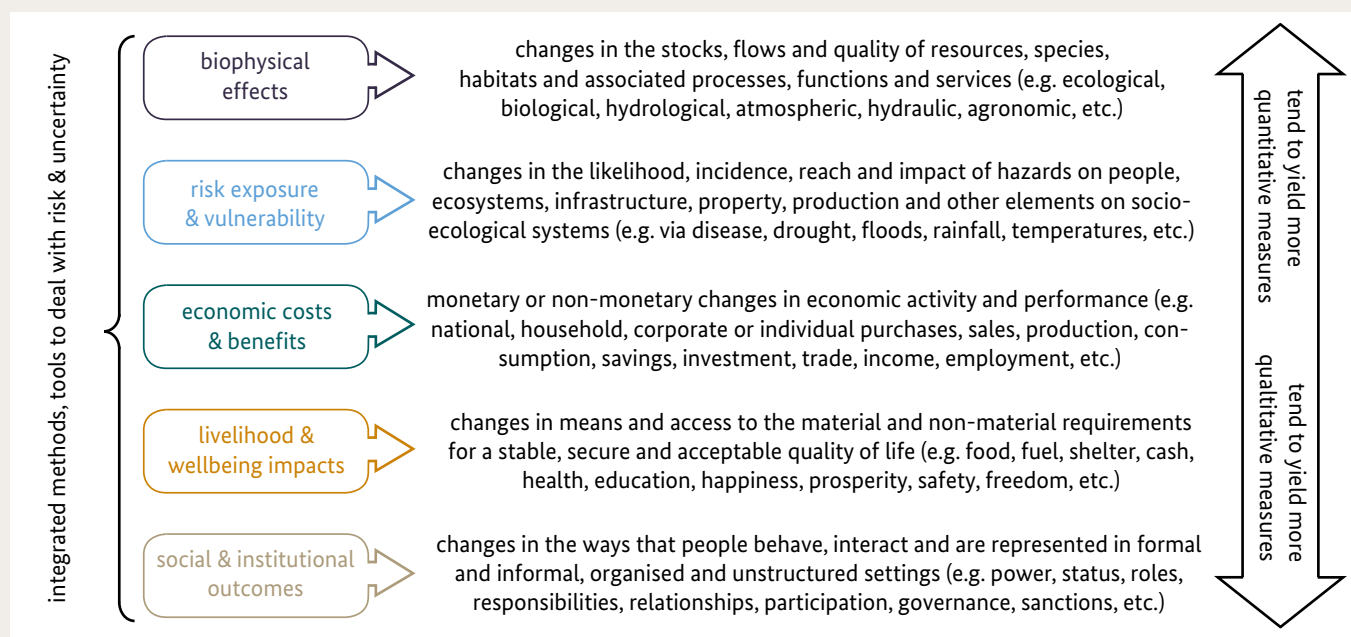 integrated methods, tools to deal with risk & uncertainty
biophysical
effects
changes in the stocks, flows and quality of resources, species,
habitats and associated processes, functions and services (e.g. ecological,
biological, hydrological, atmospheric, hydraulic, agronomic, etc.)
risk exposure
& vulnerability
changes in the likelihood, incidence, reach and impact of hazards on people,
ecosystems, infrastructure, property, production and other elements on socio-
ecological systems (e.g. via disease, drought, floods, rainfall, temperatures, etc.)
economic costs
& benefits
monetary or non-monetary changes in economic activity and performance (e.g.
national, household, corporate or individual purchases, sales, production, con-
sumption, savings, investment, trade, income, employment, etc.)
livelihood &
wellbeing impacts
changes in means and access to the material and non-material requirements
for a stable, secure and acceptable quality of life (e.g. food, fuel, shelter, cash,
health, education, happiness, prosperity, safety, freedom, etc.)
social & institutional
outcomes
changes in the ways that people behave, interact and are represented in formal
and informal, organised and unstructured settings (e.g. power, status, roles,
responsibilities, relationships, participation, governance, sanctions, etc.)
tend to yield more
quantitative measures
tend to yield more
qualtitative measures